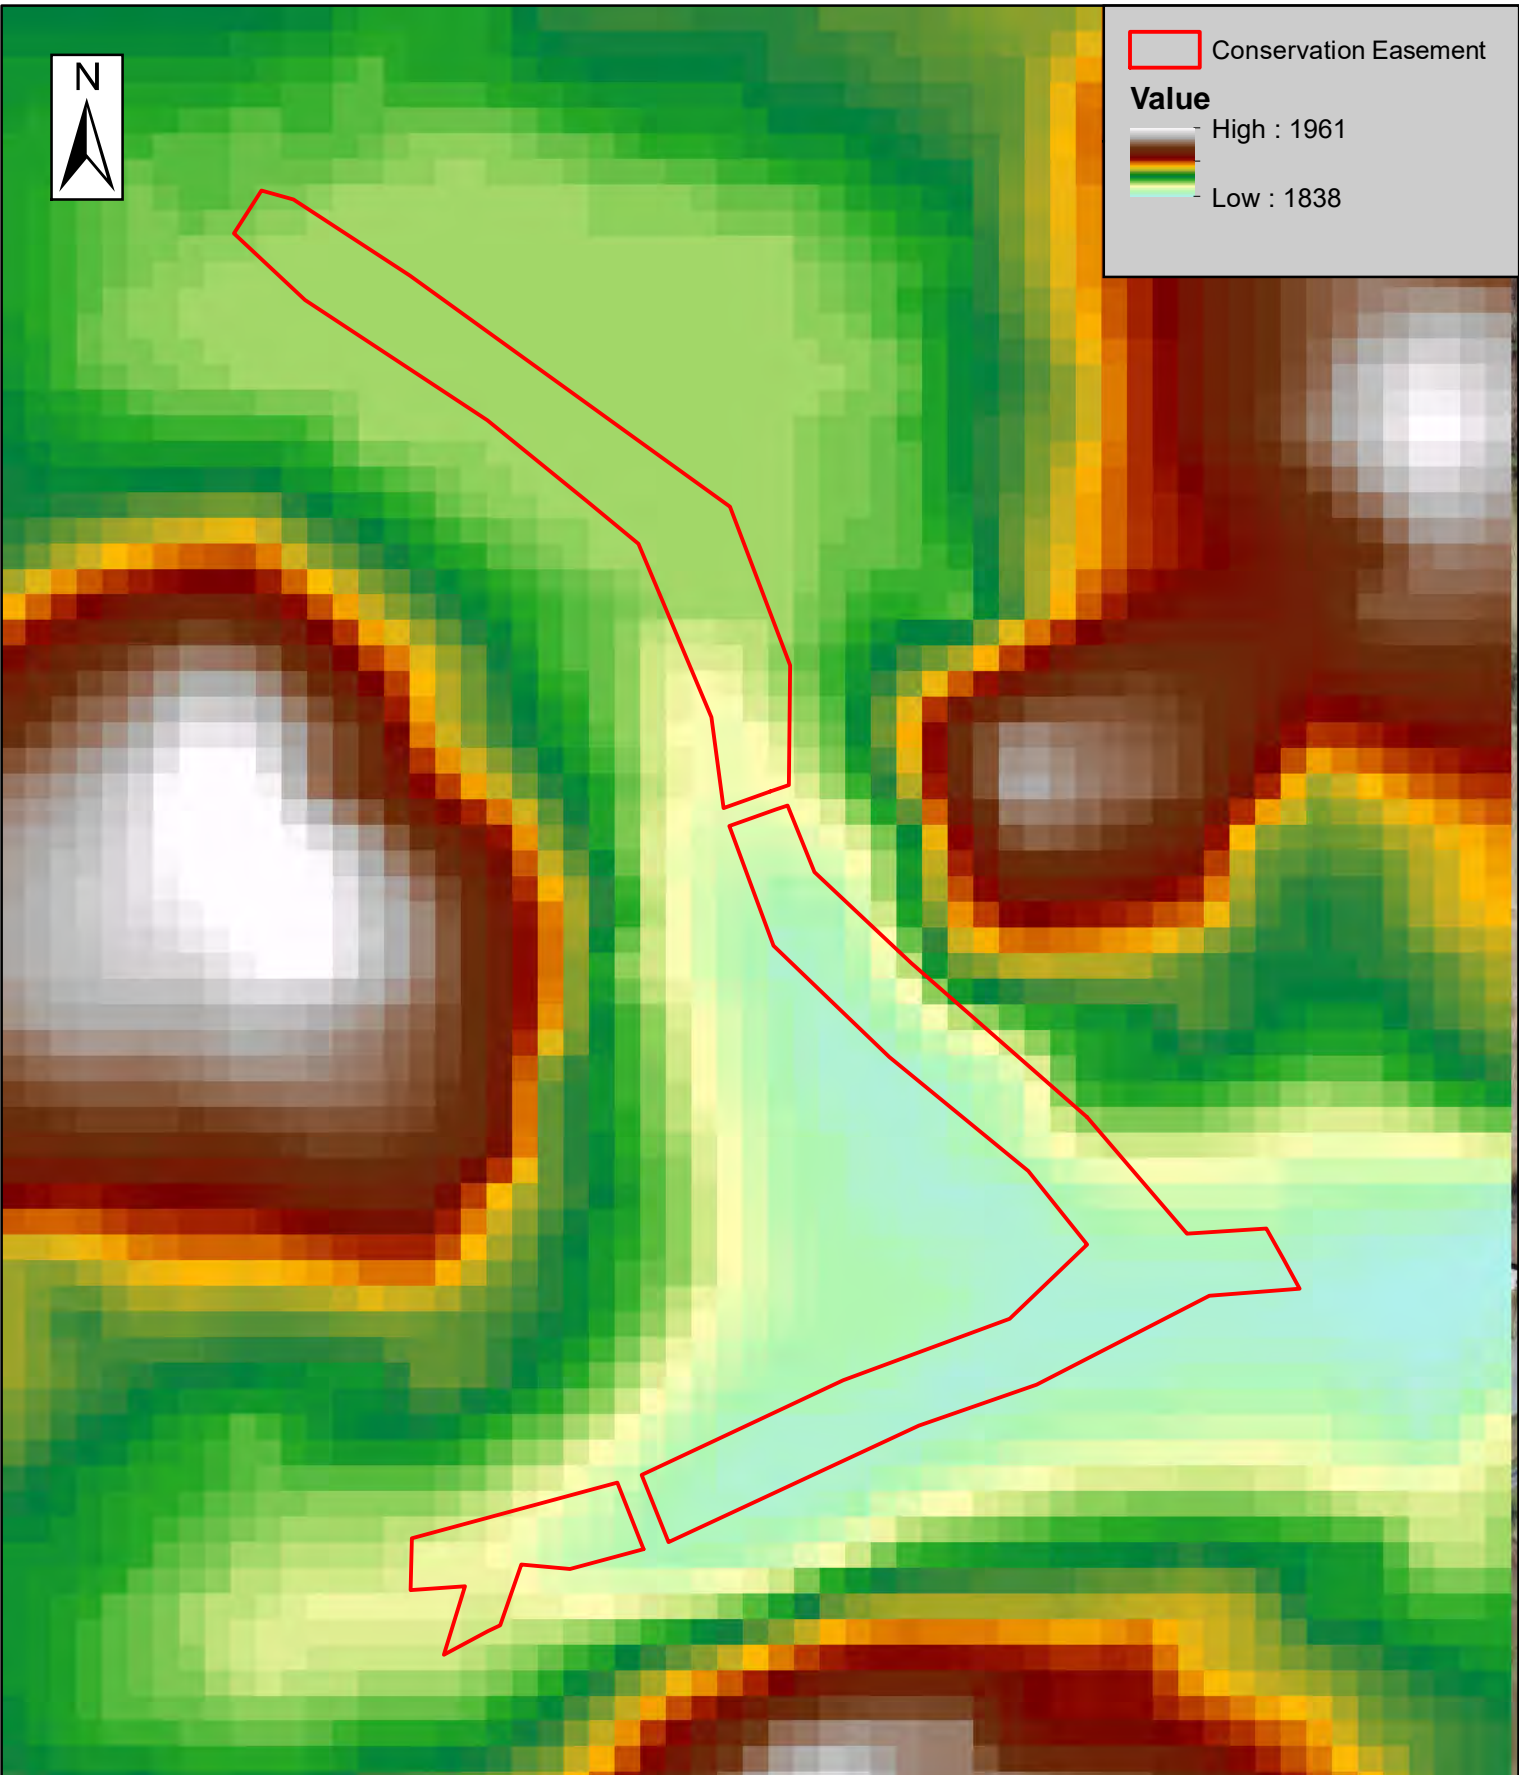 N
Conservation Easement
Value
High : 1961
Low : 1838